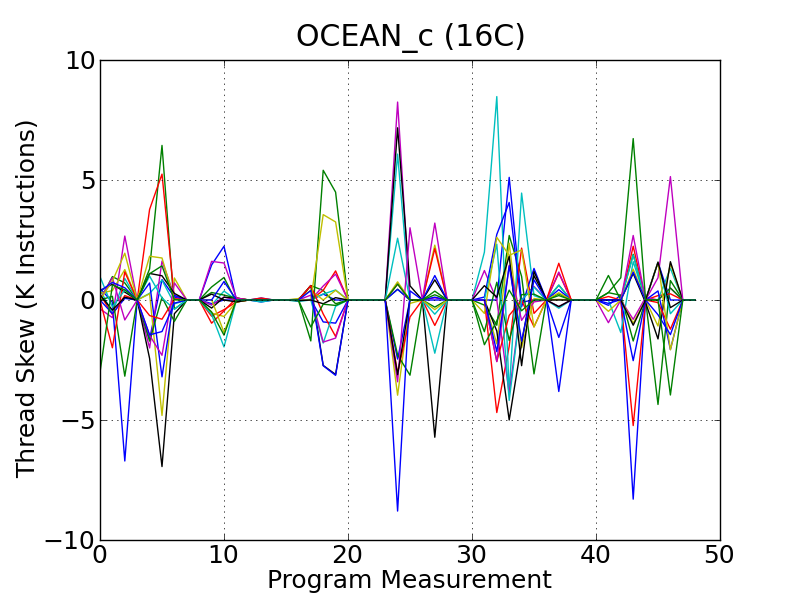 OCEAN_c (16C)
Thread Skew (K Instructions)
10
5
0
−5
−10
0 10 20 30 40 50
Program Measurement